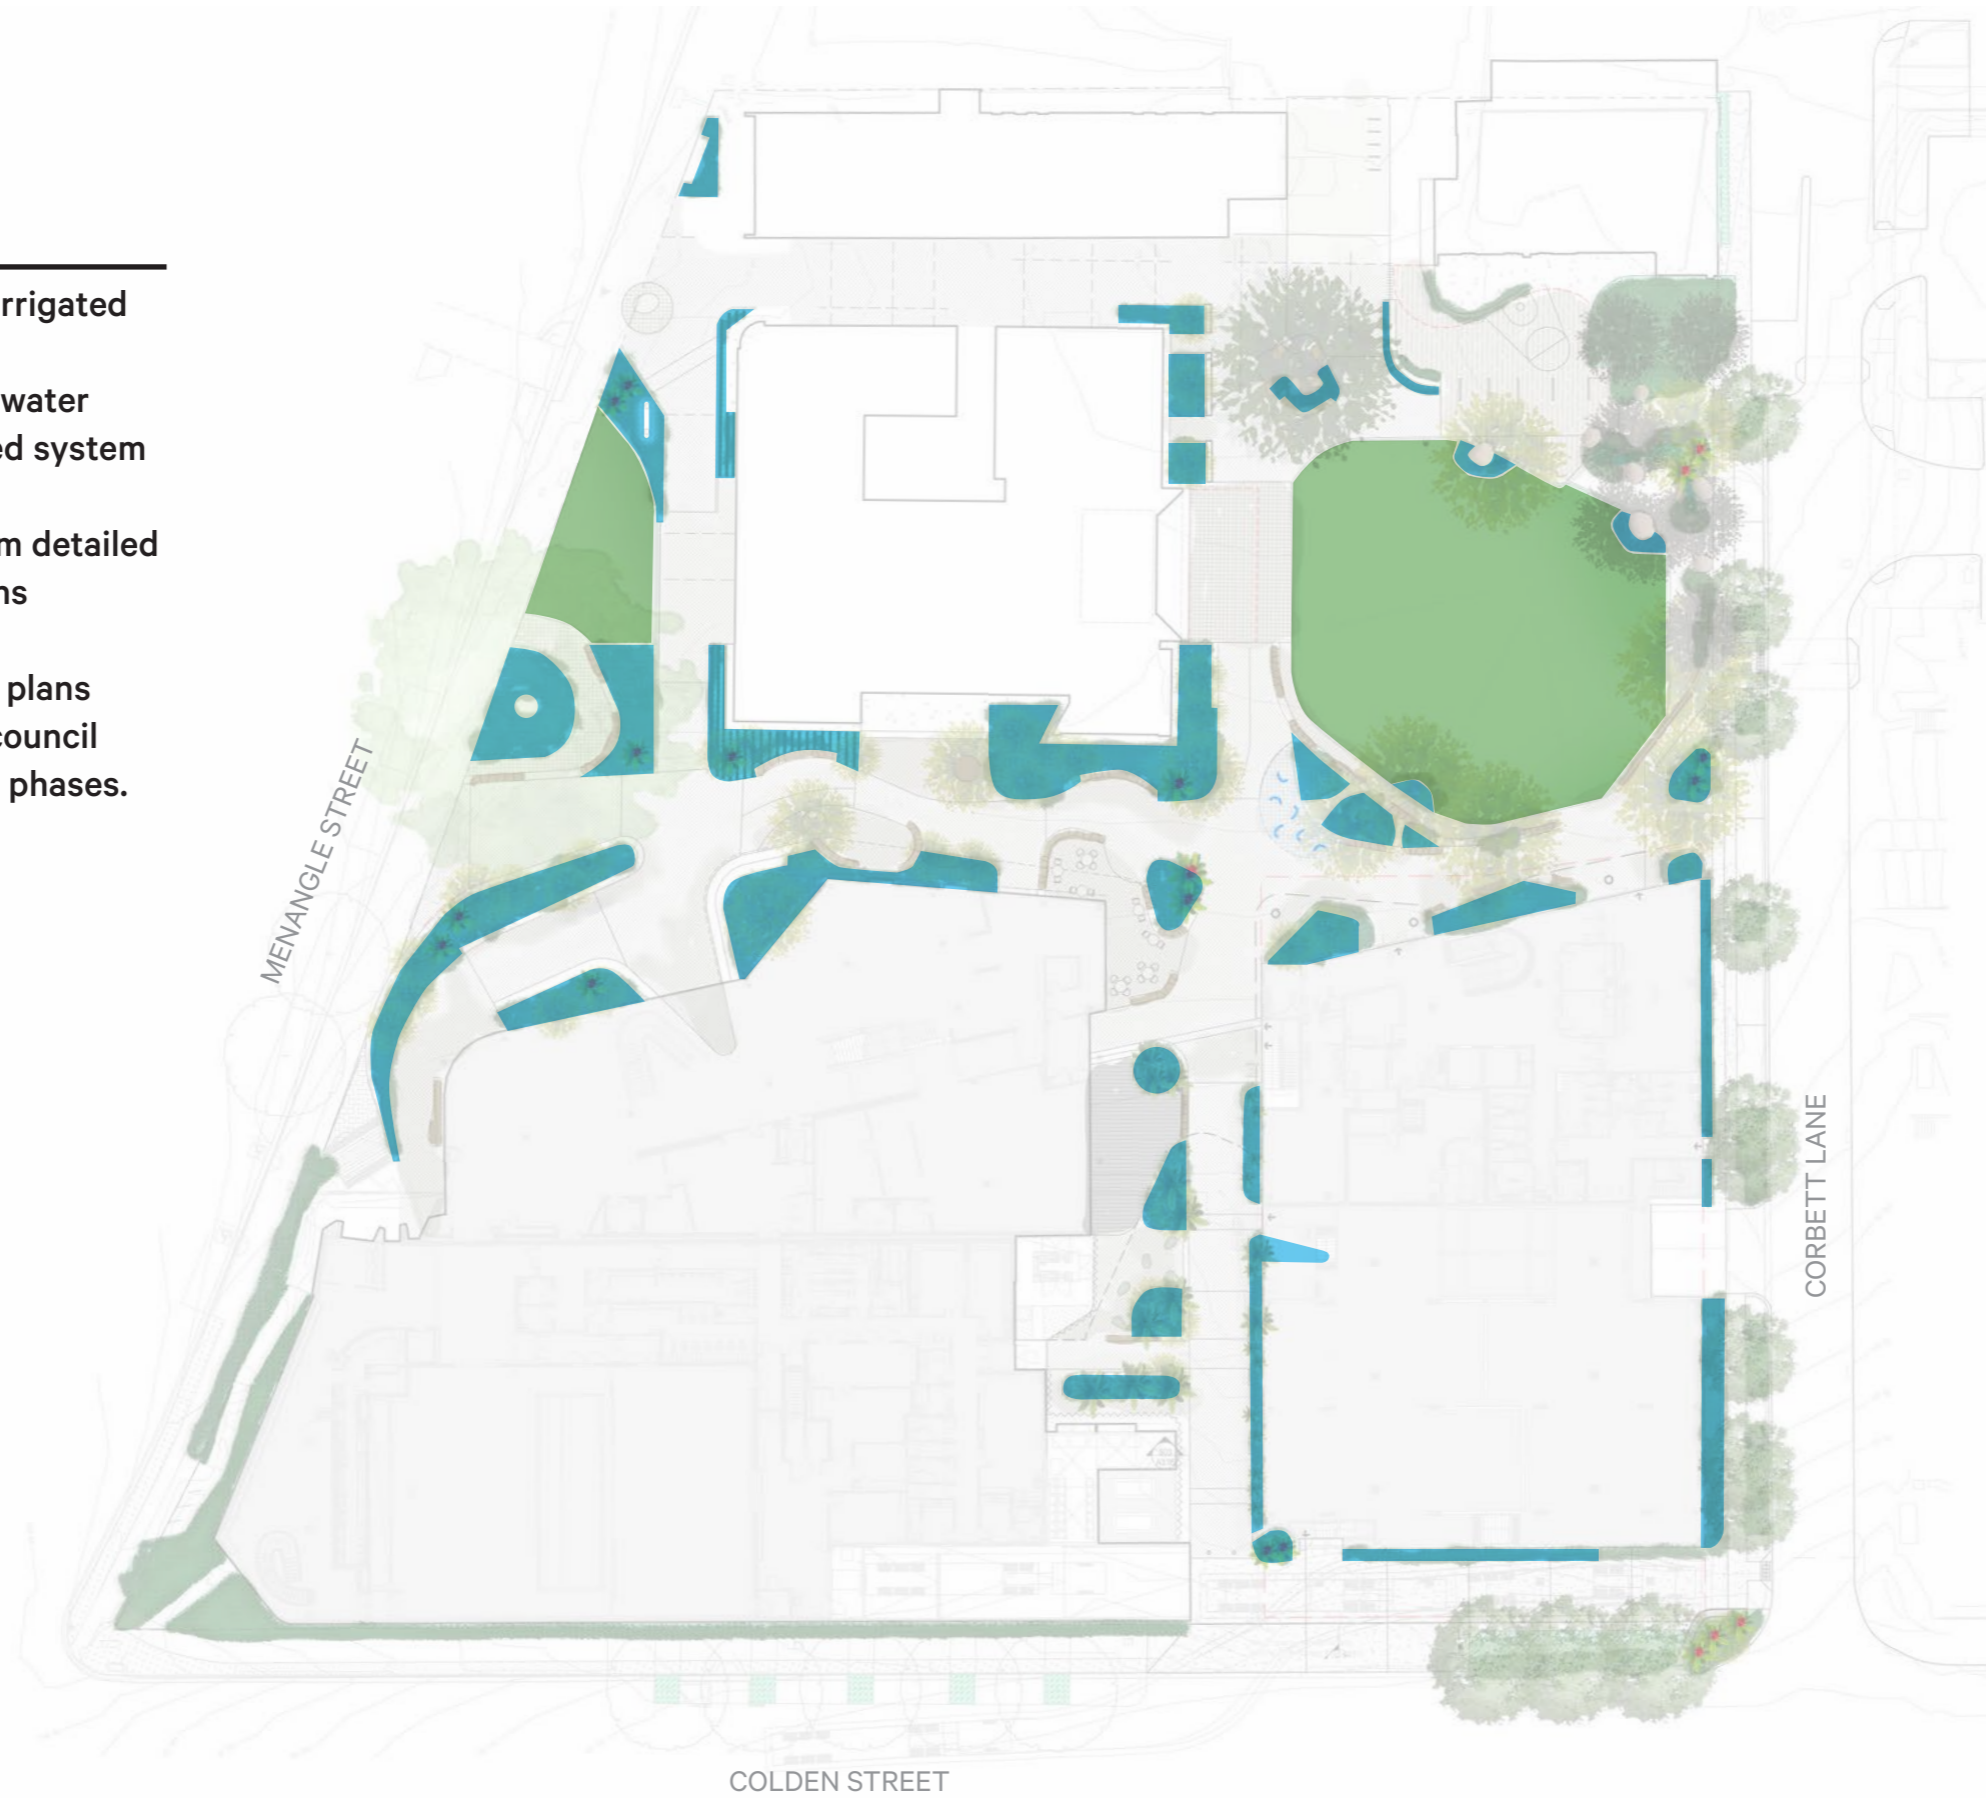 rrigated
water
ed system
m detailed
ns
plans
council
phases.
MENANGLE STREET
CORBETT LANE
COLDEN STREET